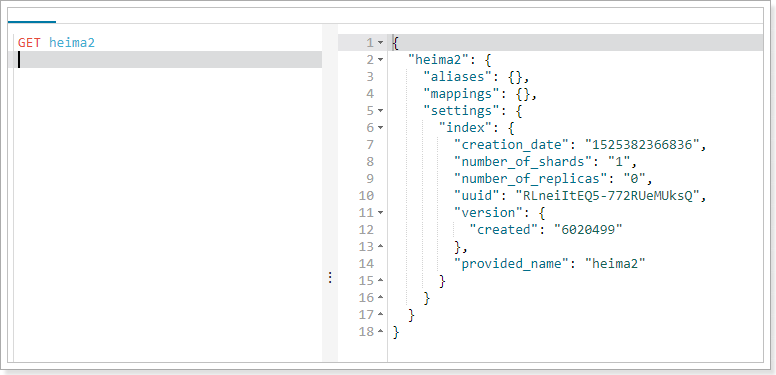 GET heima2
1 {
2 "heima2": {
3 "aliases": {},
4 "mappings": {},
5 "settings": {
6 "index": {
7 "creation_date": "1525382366836",
8 "number_of_shards": "1",
9 "number_of_replicas": "0",
10 "uuid": "RLneiItEQ5-772RUeMUksQ",
11 "version": {
12 "created": "6020499"
13 },
14 "provided_name": "heima2"
15 }
16 }
17 }
18 }